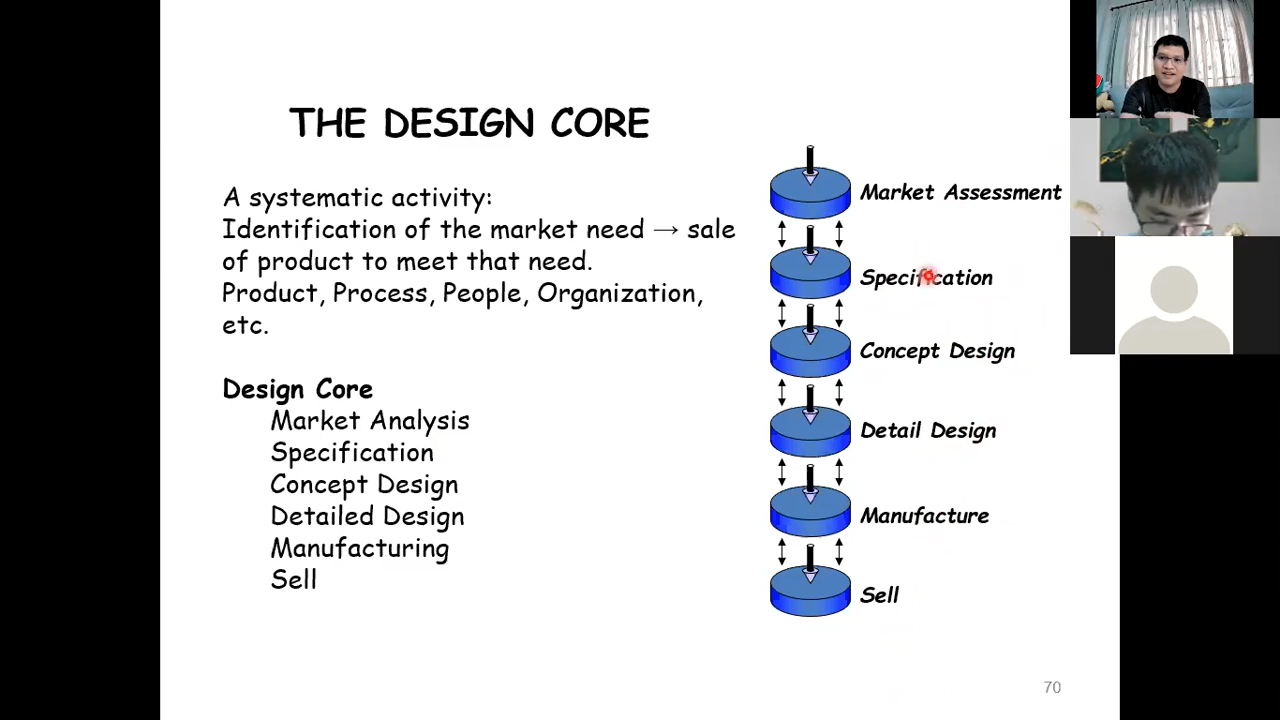 THE DESIGN CORE
A systematic activity:
Identification of the market need → sale
of product to meet that need.
Product, Process, People, Organization,
etc.
Design Core
Market Analysis
Specification
Concept Design
Detailed Design
Manufacturing
Sell
Market Assessment
Specification
Concept Design
Detail Design
Manufacture
Sell
70